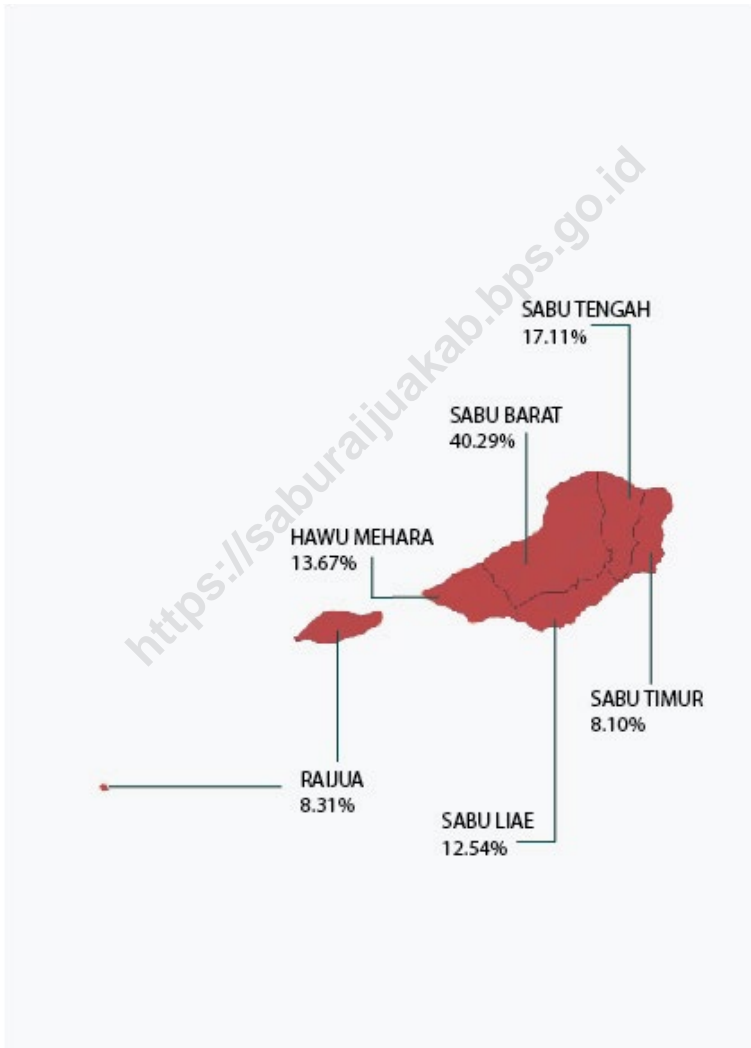 https://saburaijuakab.bps.go.id
SABU TENGAH
17.11%
SABU BARAT
40.29%
HAWU MEHARA
13.67%
SABU TIMUR
8.10%
RAIJUA
8.31%
SABU LIAE
12.54%